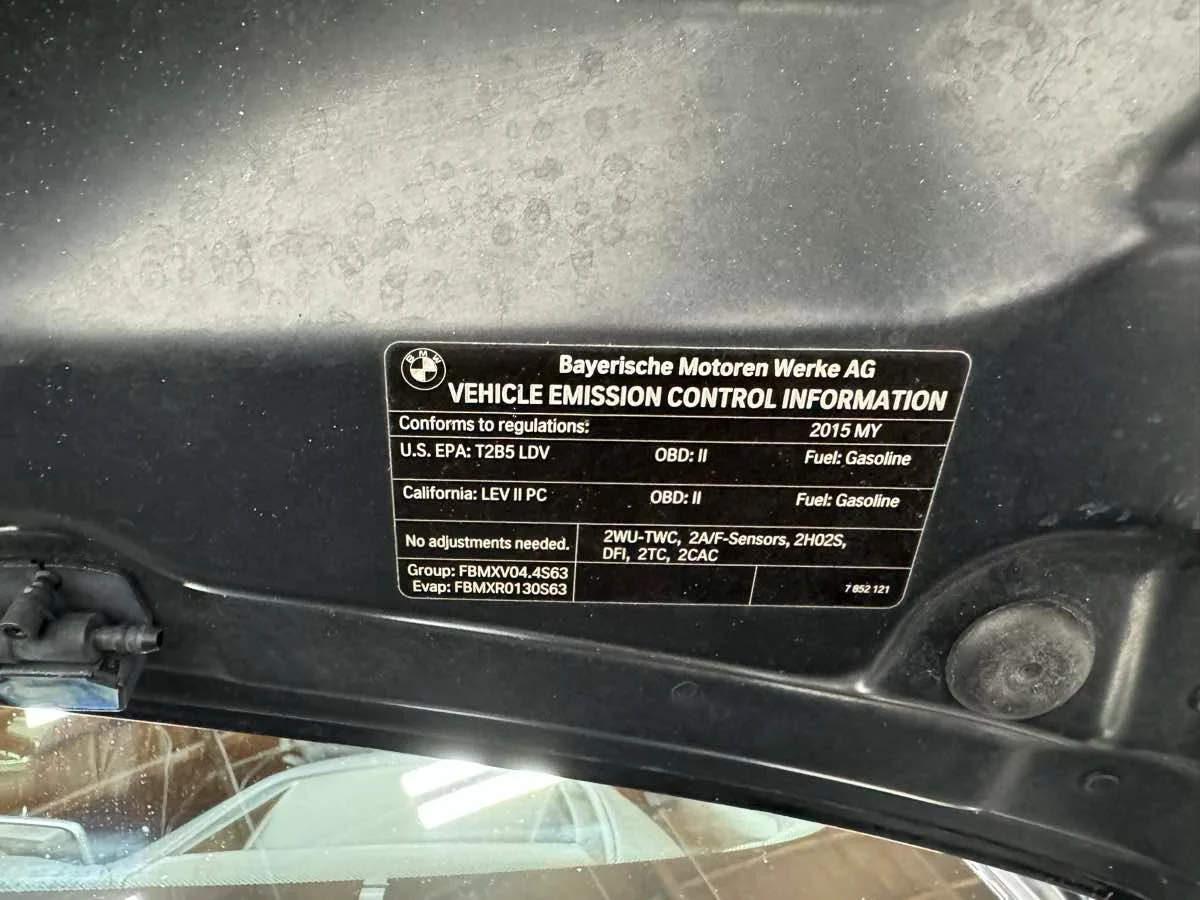 BMW
Bayerische Motoren Werke AG
VEHICLE EMISSION CONTROL INFORMATION
Conforms to regulations: 2015 MY
U.S. EPA: T2B5 LDV OBD: II Fuel: Gasoline
California: LEV II PC OBD: II Fuel: Gasoline
No adjustments needed.
2WU-TWC, 2A/F-Sensors, 2HO2S,
DFI, 2TC, 2CAC
Group: FBMXV04.4S63
Evap: FBMXR0130S63
7 852 121